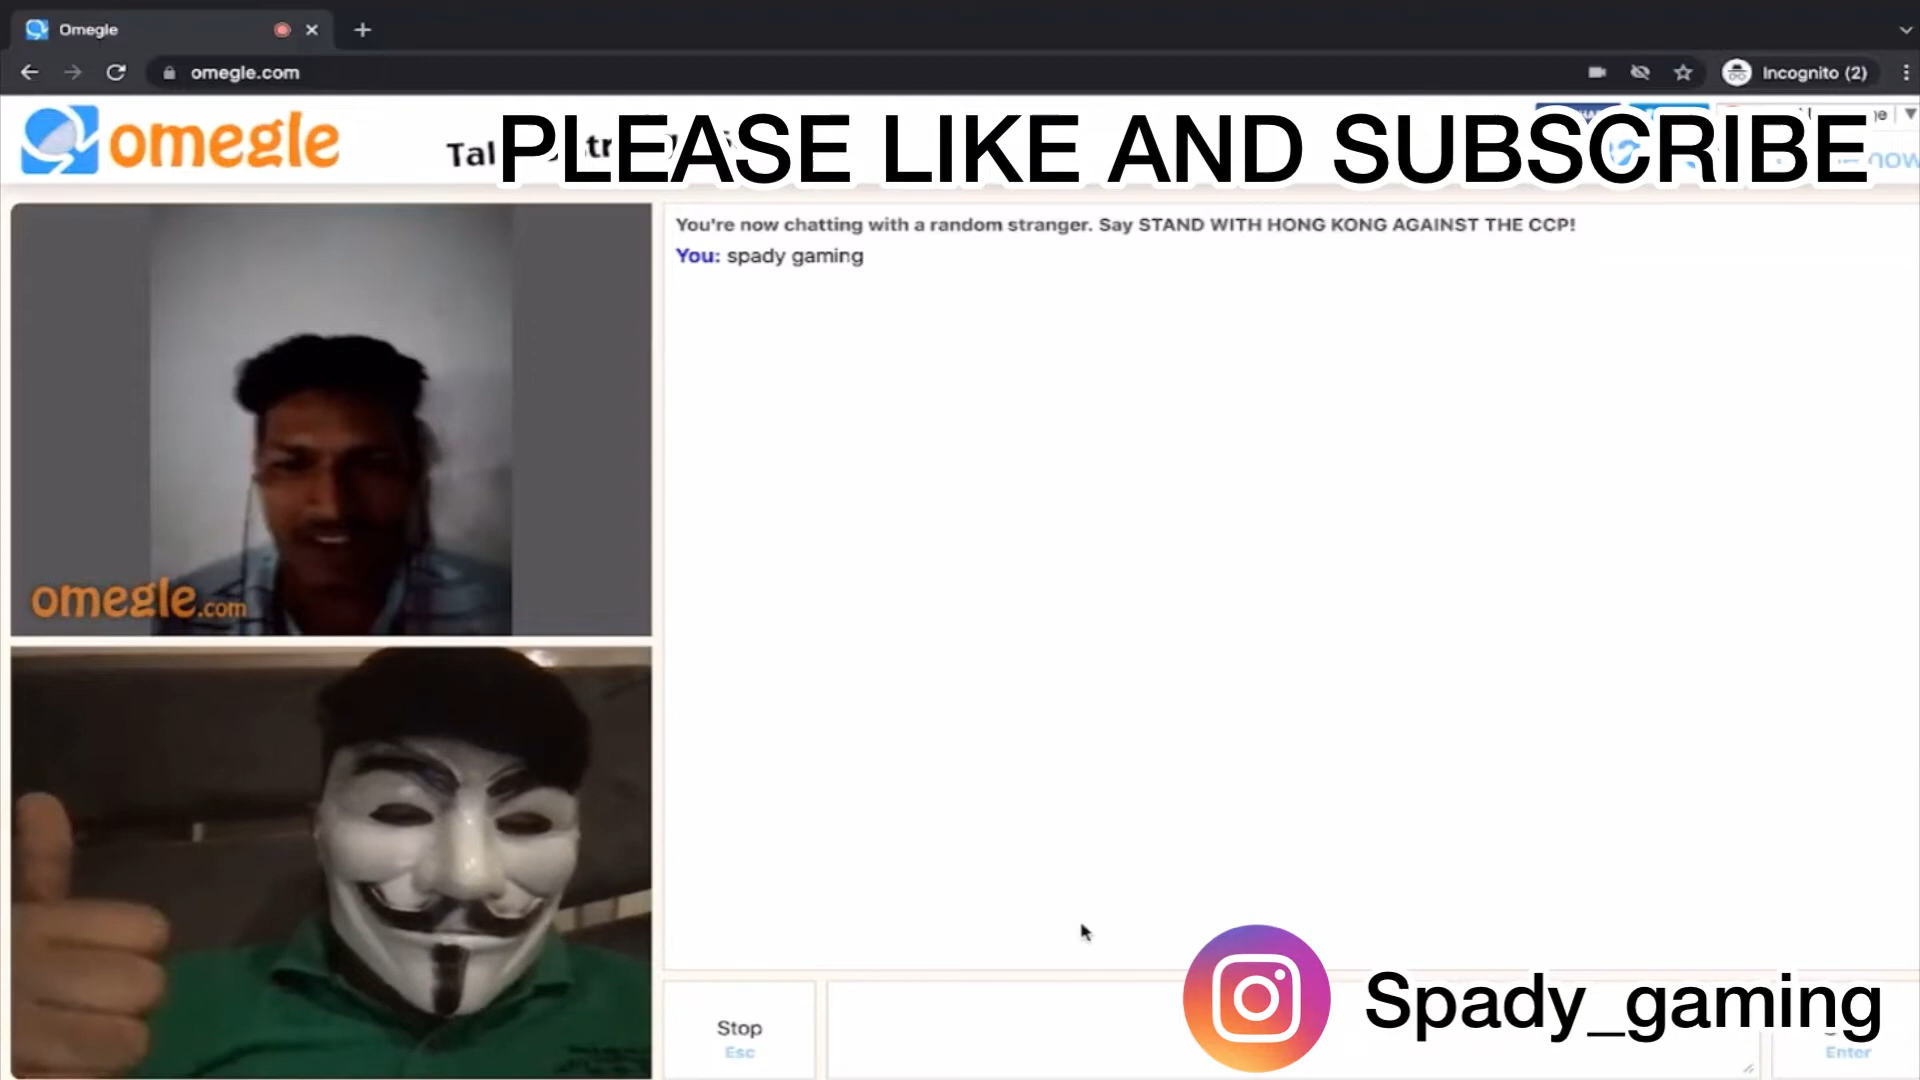 Omegle
omegle.com
Incognito (2)
omegle
PLEASE LIKE AND SUBSCRIBE
You're now chatting with a random stranger. Say STAND WITH HONG KONG AGAINST THE CCP!
You: spady gaming
omegle.com
Stop
Esc
Spady_gaming
Enter